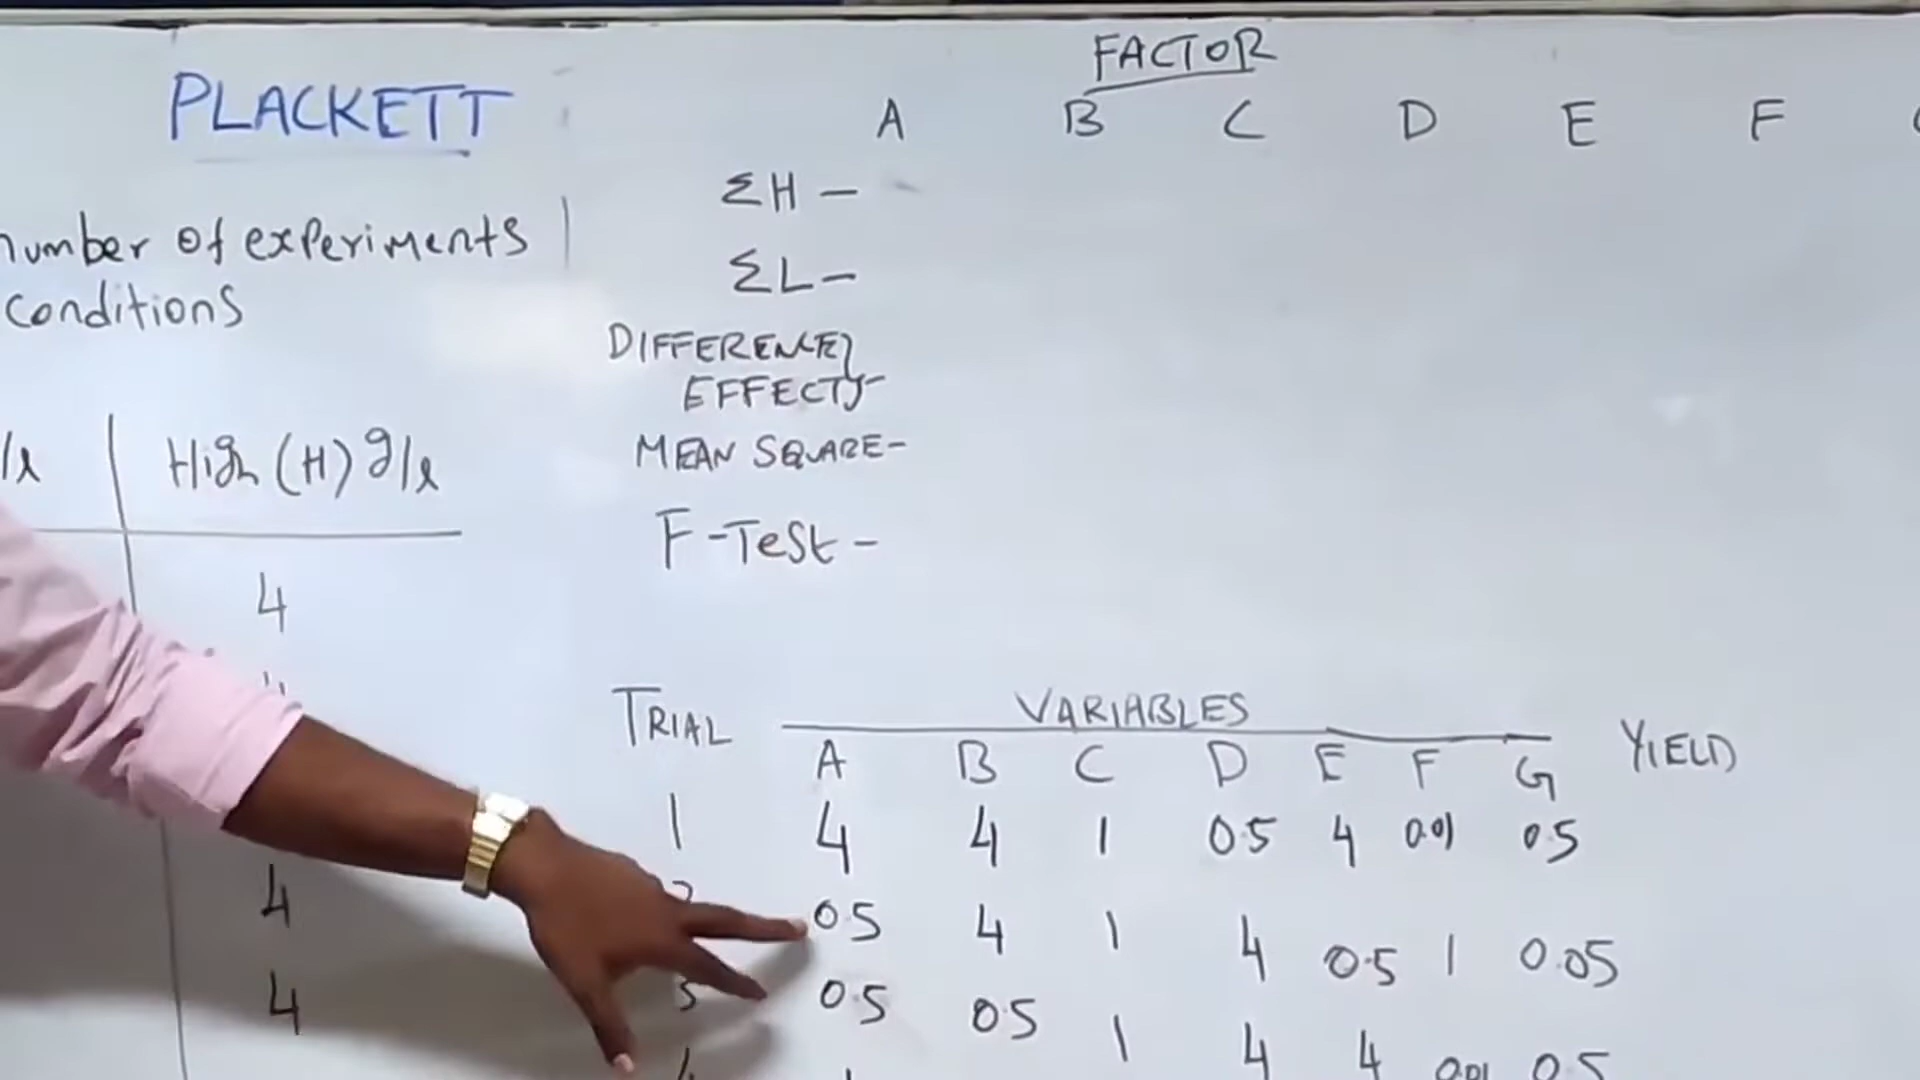 PLACKETT
number of experiments
conditions
/l High (H) g/l
4
4
4
FACTOR
A B C D E F
ΣH –
ΣL –
DIFFERENCE
EFFECTS –
MEAN SQUARE –
F-TeSt –
TRIAL VARIABLES YIELD
A B C D E F G
1 4 4 1 0.5 4 0.01 0.5
2 0.5 4 1 4 0.5 1 0.05
3 0.5 0.5 1 4 4 0.01 0.5
4